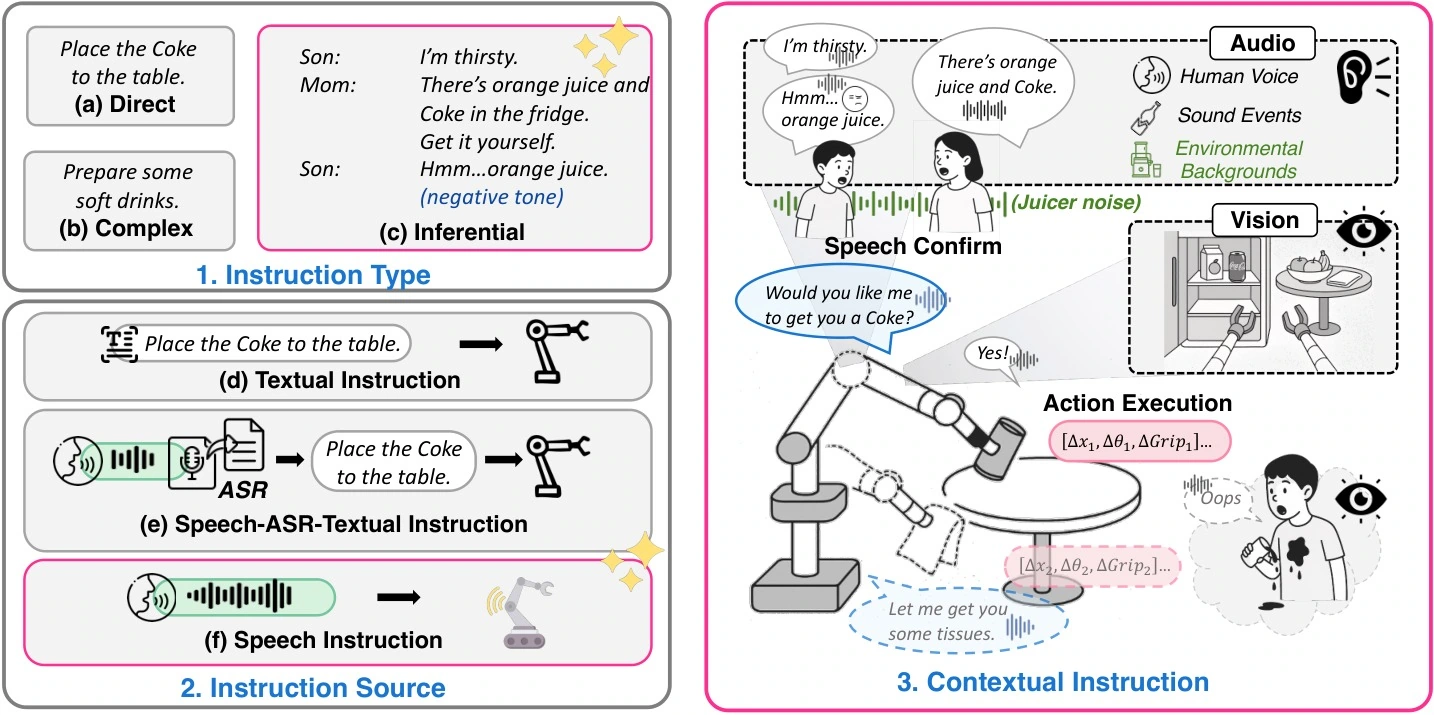 Place the Coke
to the table.
(a) Direct
Prepare some
soft drinks.
(b) Complex
Son: I'm thirsty.
Mom: There's orange juice and
Coke in the fridge.
Get it yourself.
Son: Hmm...orange juice.
(negative tone)
(c) Inferential
1. Instruction Type
T
Place the Coke to the table.
(d) Textual Instruction
ASR
Place the Coke
to the table.
(e) Speech-ASR-Textual Instruction
(f) Speech Instruction
2. Instruction Source
I'm thirsty.
Hmm...
orange juice.
There's orange
juice and Coke.
Audio
Human Voice
Sound Events
Environmental
Backgrounds
(Juicer noise)
Speech Confirm
Vision
Would you like me
to get you a Coke?
Yes!
Action Execution
[Δx₁, Δθ₁, ΔGrip₁]...
Oops
[Δx₂, Δθ₂, ΔGrip₂]...
Let me get you
some tissues.
3. Contextual Instruction